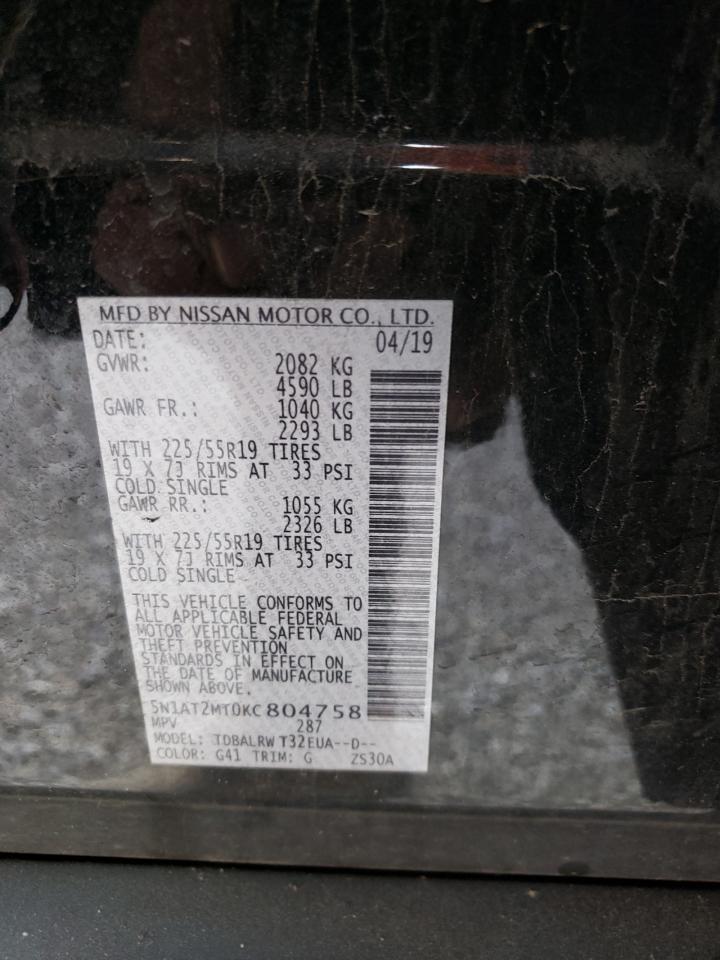 MFD BY NISSAN MOTOR CO., LTD.
DATE: 04/19
GVWR: 2082 KG
4590 LB
GAWR FR.: 1040 KG
2293 LB
WITH 225/55R19 TIRES
19 X 7J RIMS AT 33 PSI
COLD SINGLE
GAWR RR.: 1055 KG
2326 LB
WITH 225/55R19 TIRES
19 X 7J RIMS AT 33 PSI
COLD SINGLE
THIS VEHICLE CONFORMS TO
ALL APPLICABLE FEDERAL
MOTOR VEHICLE SAFETY AND
THEFT PREVENTION
STANDARDS IN EFFECT ON
THE DATE OF MANUFACTURE
SHOWN ABOVE.
5N1AT2MT0KC804758
MPV 287
MODEL: TDBALRW T32EUA--D--
COLOR: G41 TRIM: G ZS30A